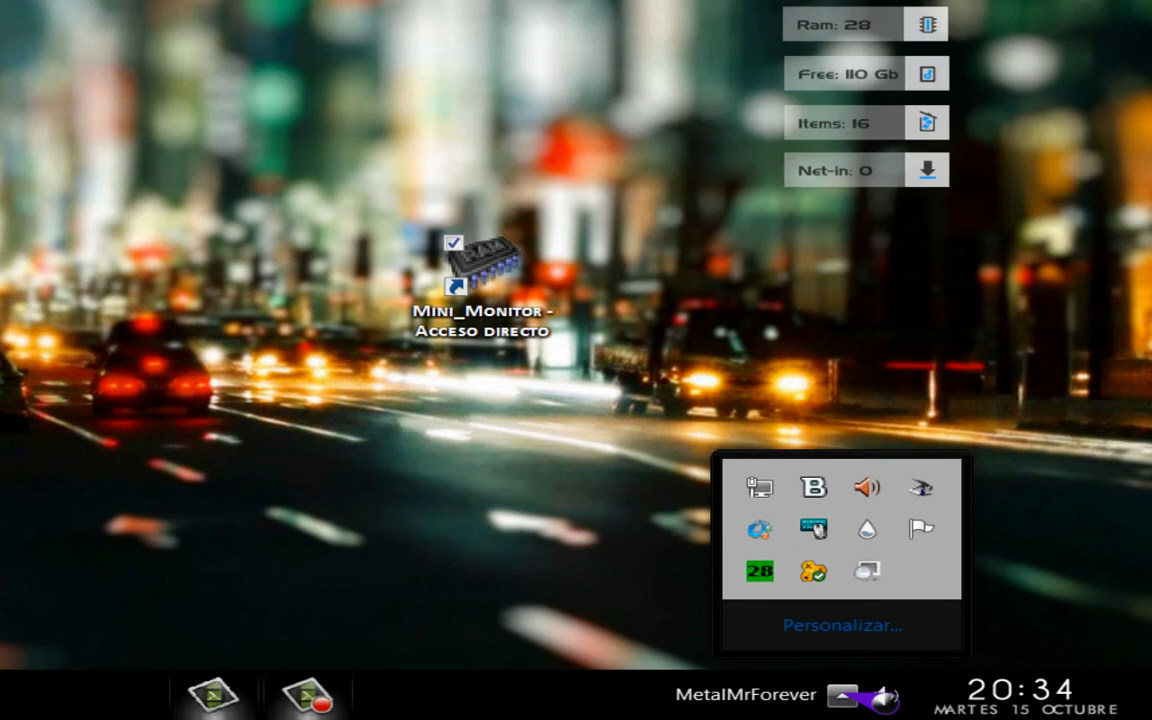 Ram: 28
Free: 110 Gb
Items: 16
Net-in: 0
RAM
Mini_Monitor -
Acceso directo
B
28
Personalizar...
MetalMrForever
20:34
MARTES 15 OCTUBRE